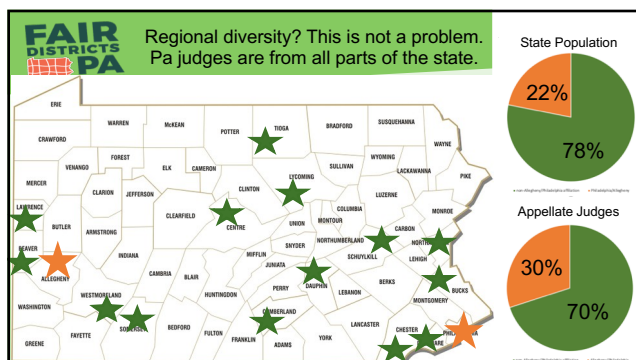 FAIR
DISTRICTS
PA
Regional diversity? This is not a problem.
Pa judges are from all parts of the state.
State Population
22%
78%
Appellate Judges
30%
70%
ERIE
CRAWFORD
WARREN
McKEAN
POTTER
TIOGA
BRADFORD
SUSQUEHANNA
WAYNE
FOREST
VENANGO
ELK
CAMERON
SULLIVAN
WYOMING
LACKAWANNA
PIKE
MERCER
CLARION
JEFFERSON
CLINTON
LYCOMING
LUZERNE
MONROE
LAWRENCE
BUTLER
ARMSTRONG
CLEARFIELD
CENTRE
UNION
MONTOUR
COLUMBIA
CARBON
BEAVER
INDIANA
SNYDER
NORTHUMBERLAND
SCHUYLKILL
LEHIGH
ALLEGHENY
CAMBRIA
BLAIR
MIFFLIN
JUNIATA
PERRY
DAUPHIN
LEBANON
BERKS
BUCKS
MONTGOMERY
WASHINGTON
WESTMORELAND
HUNTINGDON
CUMBERLAND
LANCASTER
CHESTER
GREENE
FAYETTE
BEDFORD
FULTON
FRANKLIN
ADAMS
YORK